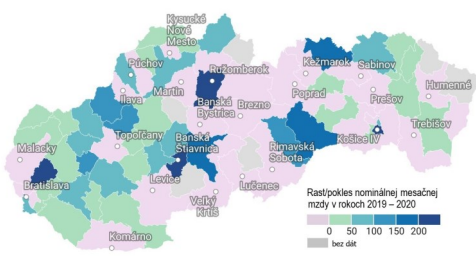 Kysucké
Nové
Mesto
Púchov
Ružomberok
Kežmarok
Sabinov
Ilava
Martin
Poprad
Humenné
Banská
Bystrica
Brezno
Prešov
Topoľčany
Banská
Štiavnica
Košice IV
Trebišov
Malacky
Rimavská
Sobota
Bratislava
Levice
Lučenec
Veľký
Krtíš
Komárno
Rast/pokles nominálnej mesačnej
mzdy v rokoch 2019 – 2020
0 50 100 150 200
bez dát